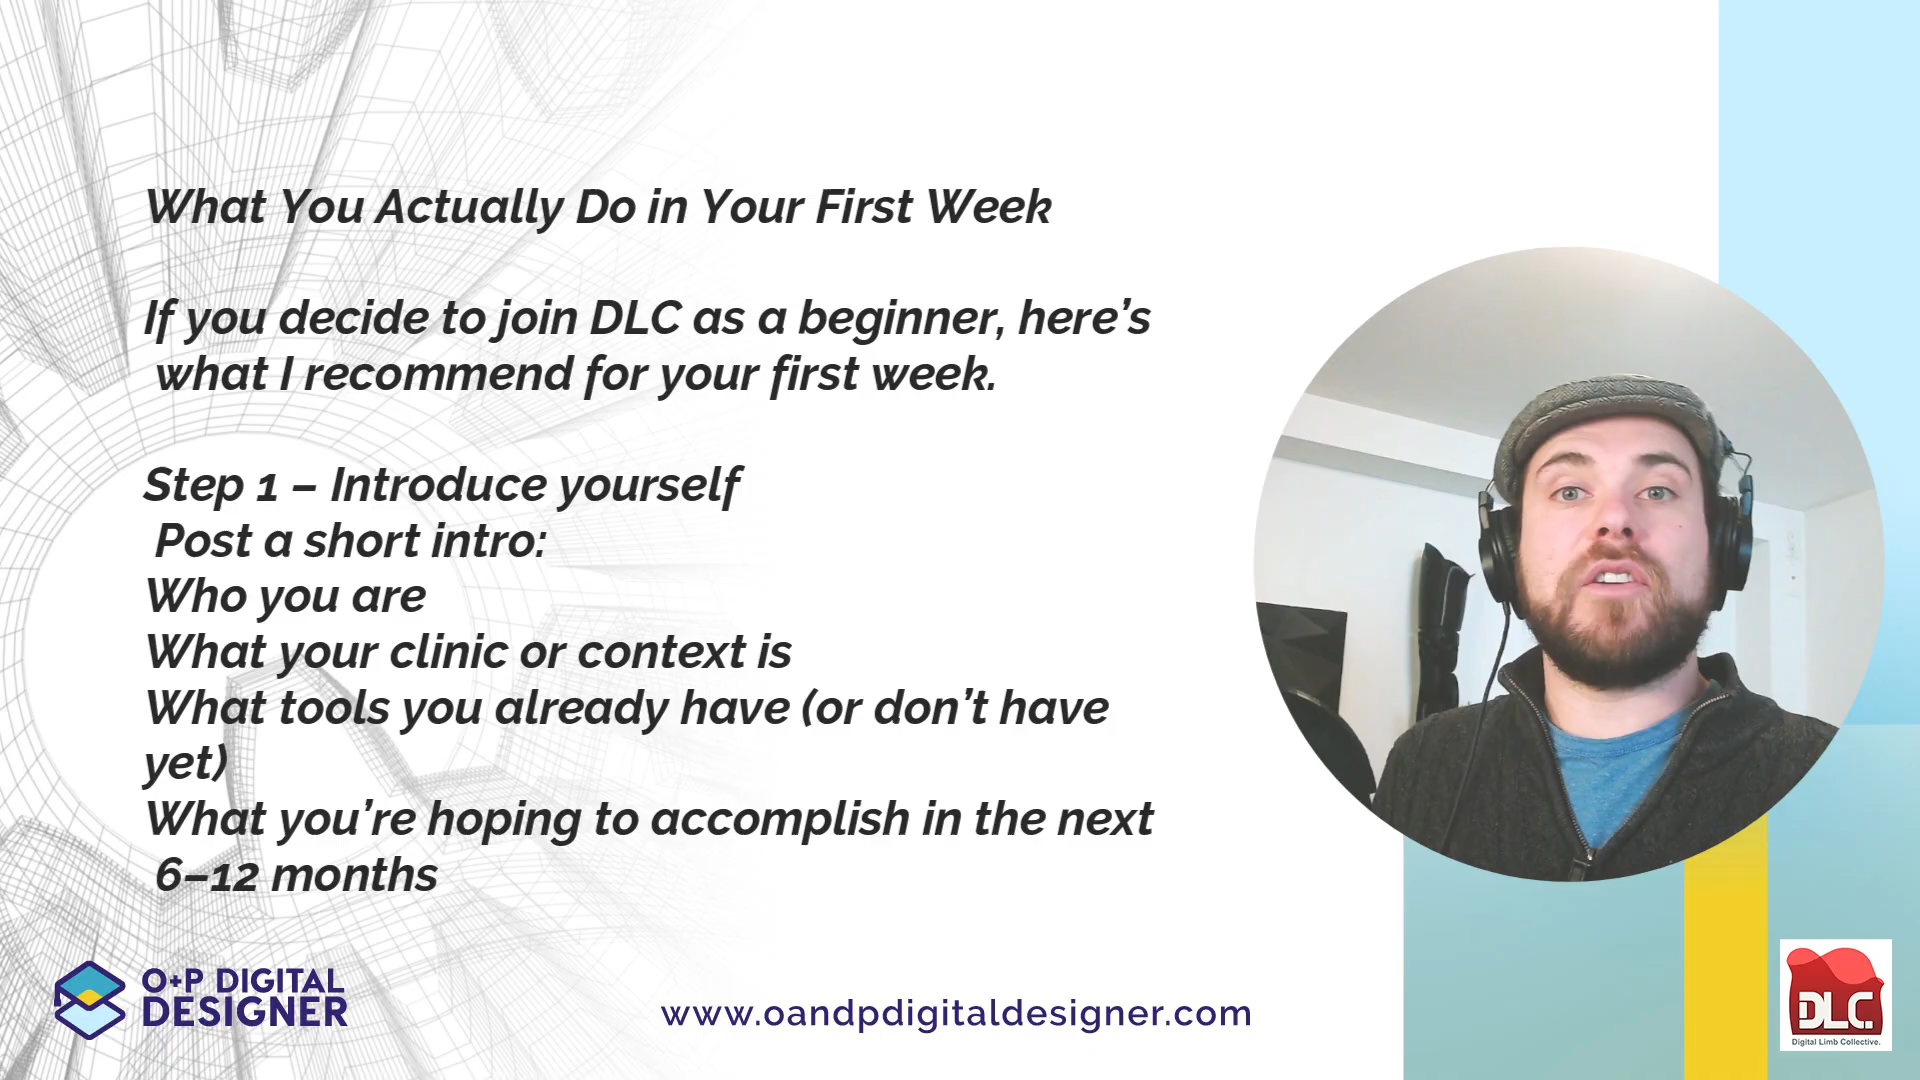 What You Actually Do in Your First Week
If you decide to join DLC as a beginner, here’s
what I recommend for your first week.
Step 1 – Introduce yourself
Post a short intro:
Who you are
What your clinic or context is
What tools you already have (or don’t have
yet)
What you’re hoping to accomplish in the next
6–12 months
O+P DIGITAL
DESIGNER
www.oandpdigitaldesigner.com
DLC.
Digital Limb Collective.